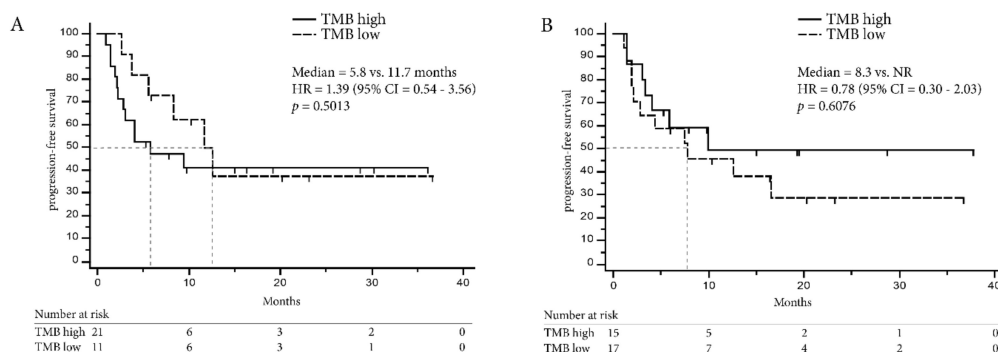 A
TMB high
TMB low
Median = 5.8 vs. 11.7 months
HR = 1.39 (95% CI = 0.54 - 3.56)
p = 0.5013
progression-free survival
100
90
80
70
60
50
40
30
20
10
0
0 10 20 30 40
Months
Number at risk
TMB high 21 6 3 2 0
TMB low 11 6 3 1 0
B
TMB high
TMB low
Median = 8.3 vs. NR
HR = 0.78 (95% CI = 0.30 - 2.03)
p = 0.6076
progression-free survival
100
90
80
70
60
50
40
30
20
10
0
0 10 20 30 40
Months
Number at risk
TMB high 15 5 2 1 0
TMB low 17 7 4 2 0